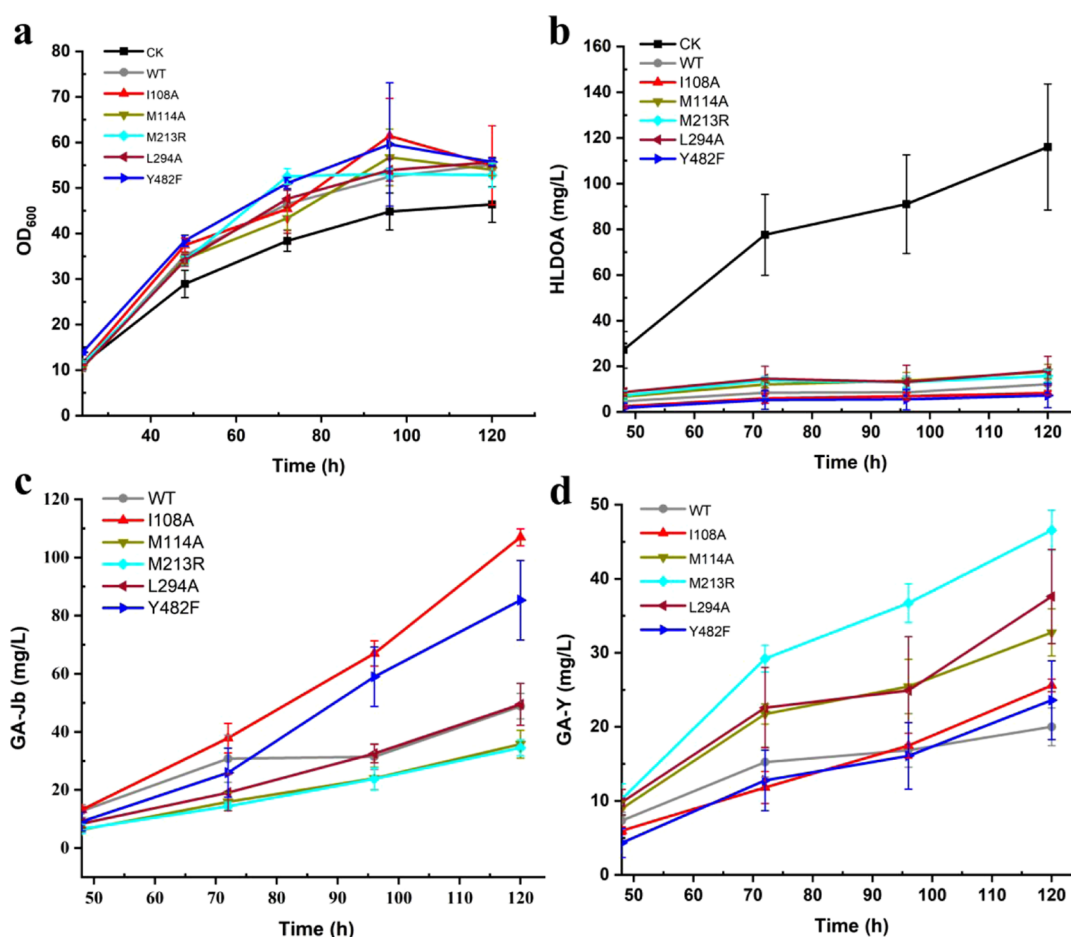 a
80
70
60
50
40
30
20
10
0
OD600
CK
WT
I108A
M114A
M213R
L294A
Y482F
40 60 80 100 120
Time (h)
b
160
140
120
100
80
60
40
20
0
HLDOA (mg/L)
CK
WT
I108A
M114A
M213R
L294A
Y482F
50 60 70 80 90 100 110 120
Time (h)
c
120
100
80
60
40
20
0
GA-Jb (mg/L)
WT
I108A
M114A
M213R
L294A
Y482F
50 60 70 80 90 100 110 120
Time (h)
d
50
40
30
20
10
0
GA-Y (mg/L)
WT
I108A
M114A
M213R
L294A
Y482F
50 60 70 80 90 100 110 120
Time (h)